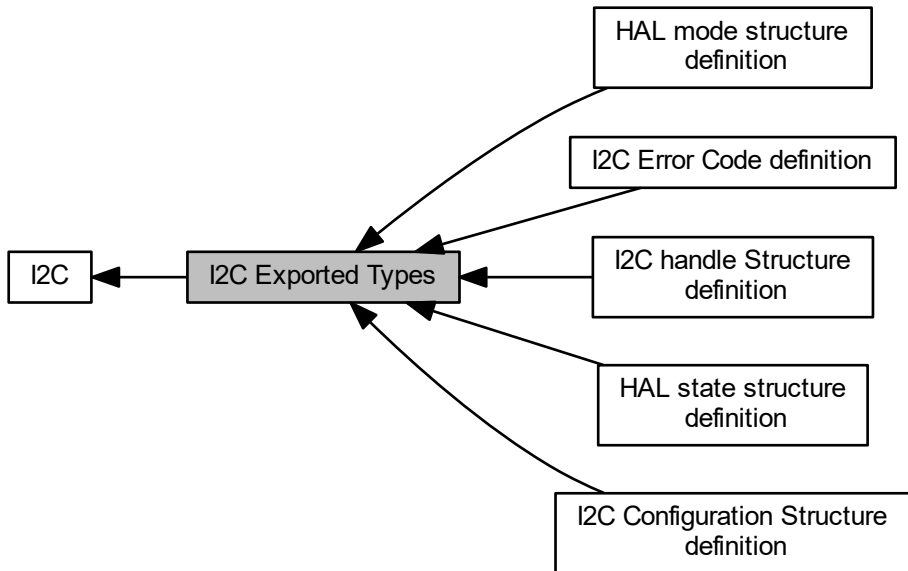 HAL mode structure
definition
I2C Error Code definition
I2C
I2C Exported Types
I2C handle Structure
definition
HAL state structure
definition
I2C Configuration Structure
definition